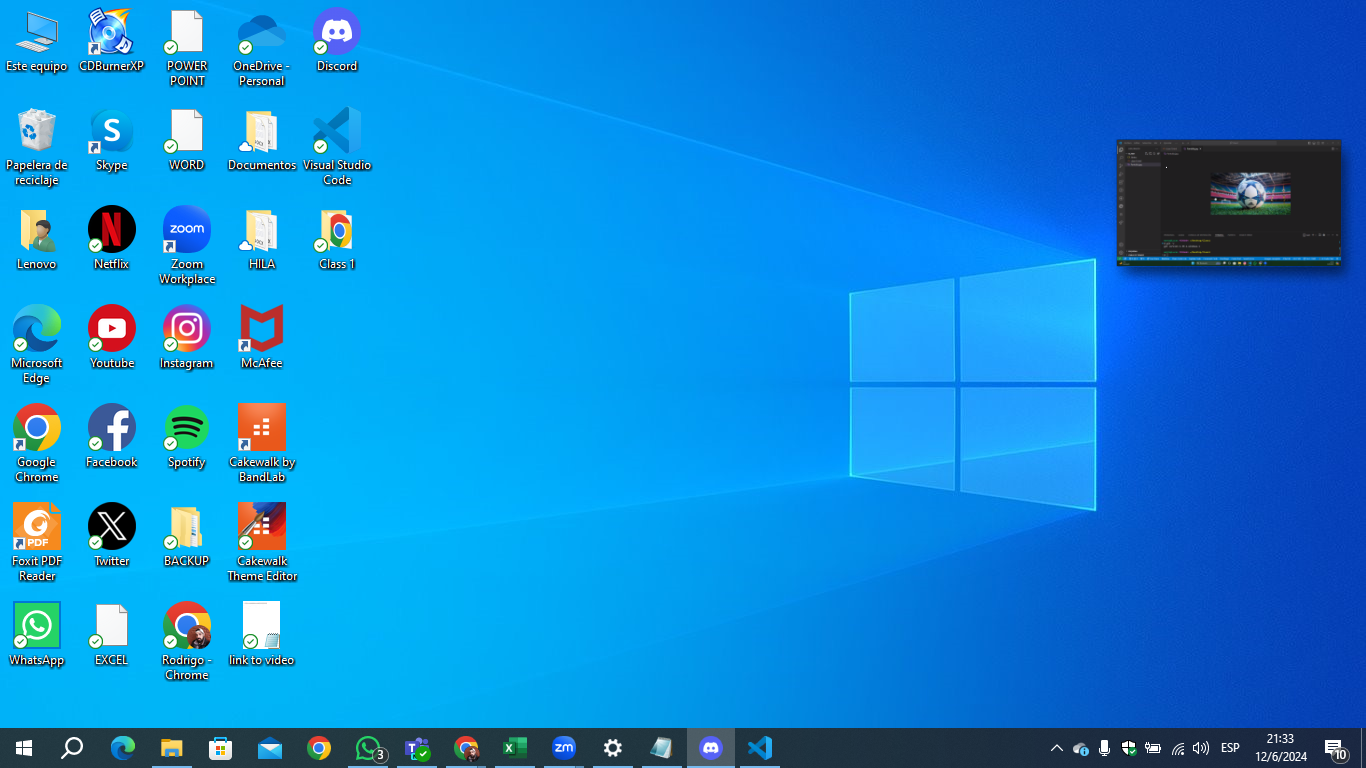 Este equipo
CDBurnerXP
POWER
POINT
OneDrive -
Personal
Discord
Papelera de
reciclaje
S
Skype
WORD
Documentos
Visual Studio
Code
Lenovo
N
Netflix
zoom
Zoom
Workplace
HILA
Class 1
Microsoft
Edge
Youtube
Instagram
McAfee
Google
Chrome
Facebook
Spotify
Cakewalk by
BandLab
PDF
Foxit PDF
Reader
Twitter
BACKUP
Cakewalk
Theme Editor
WhatsApp
EXCEL
Rodrigo -
Chrome
link to video
3
zm
ESP
21:33
12/6/2024
10